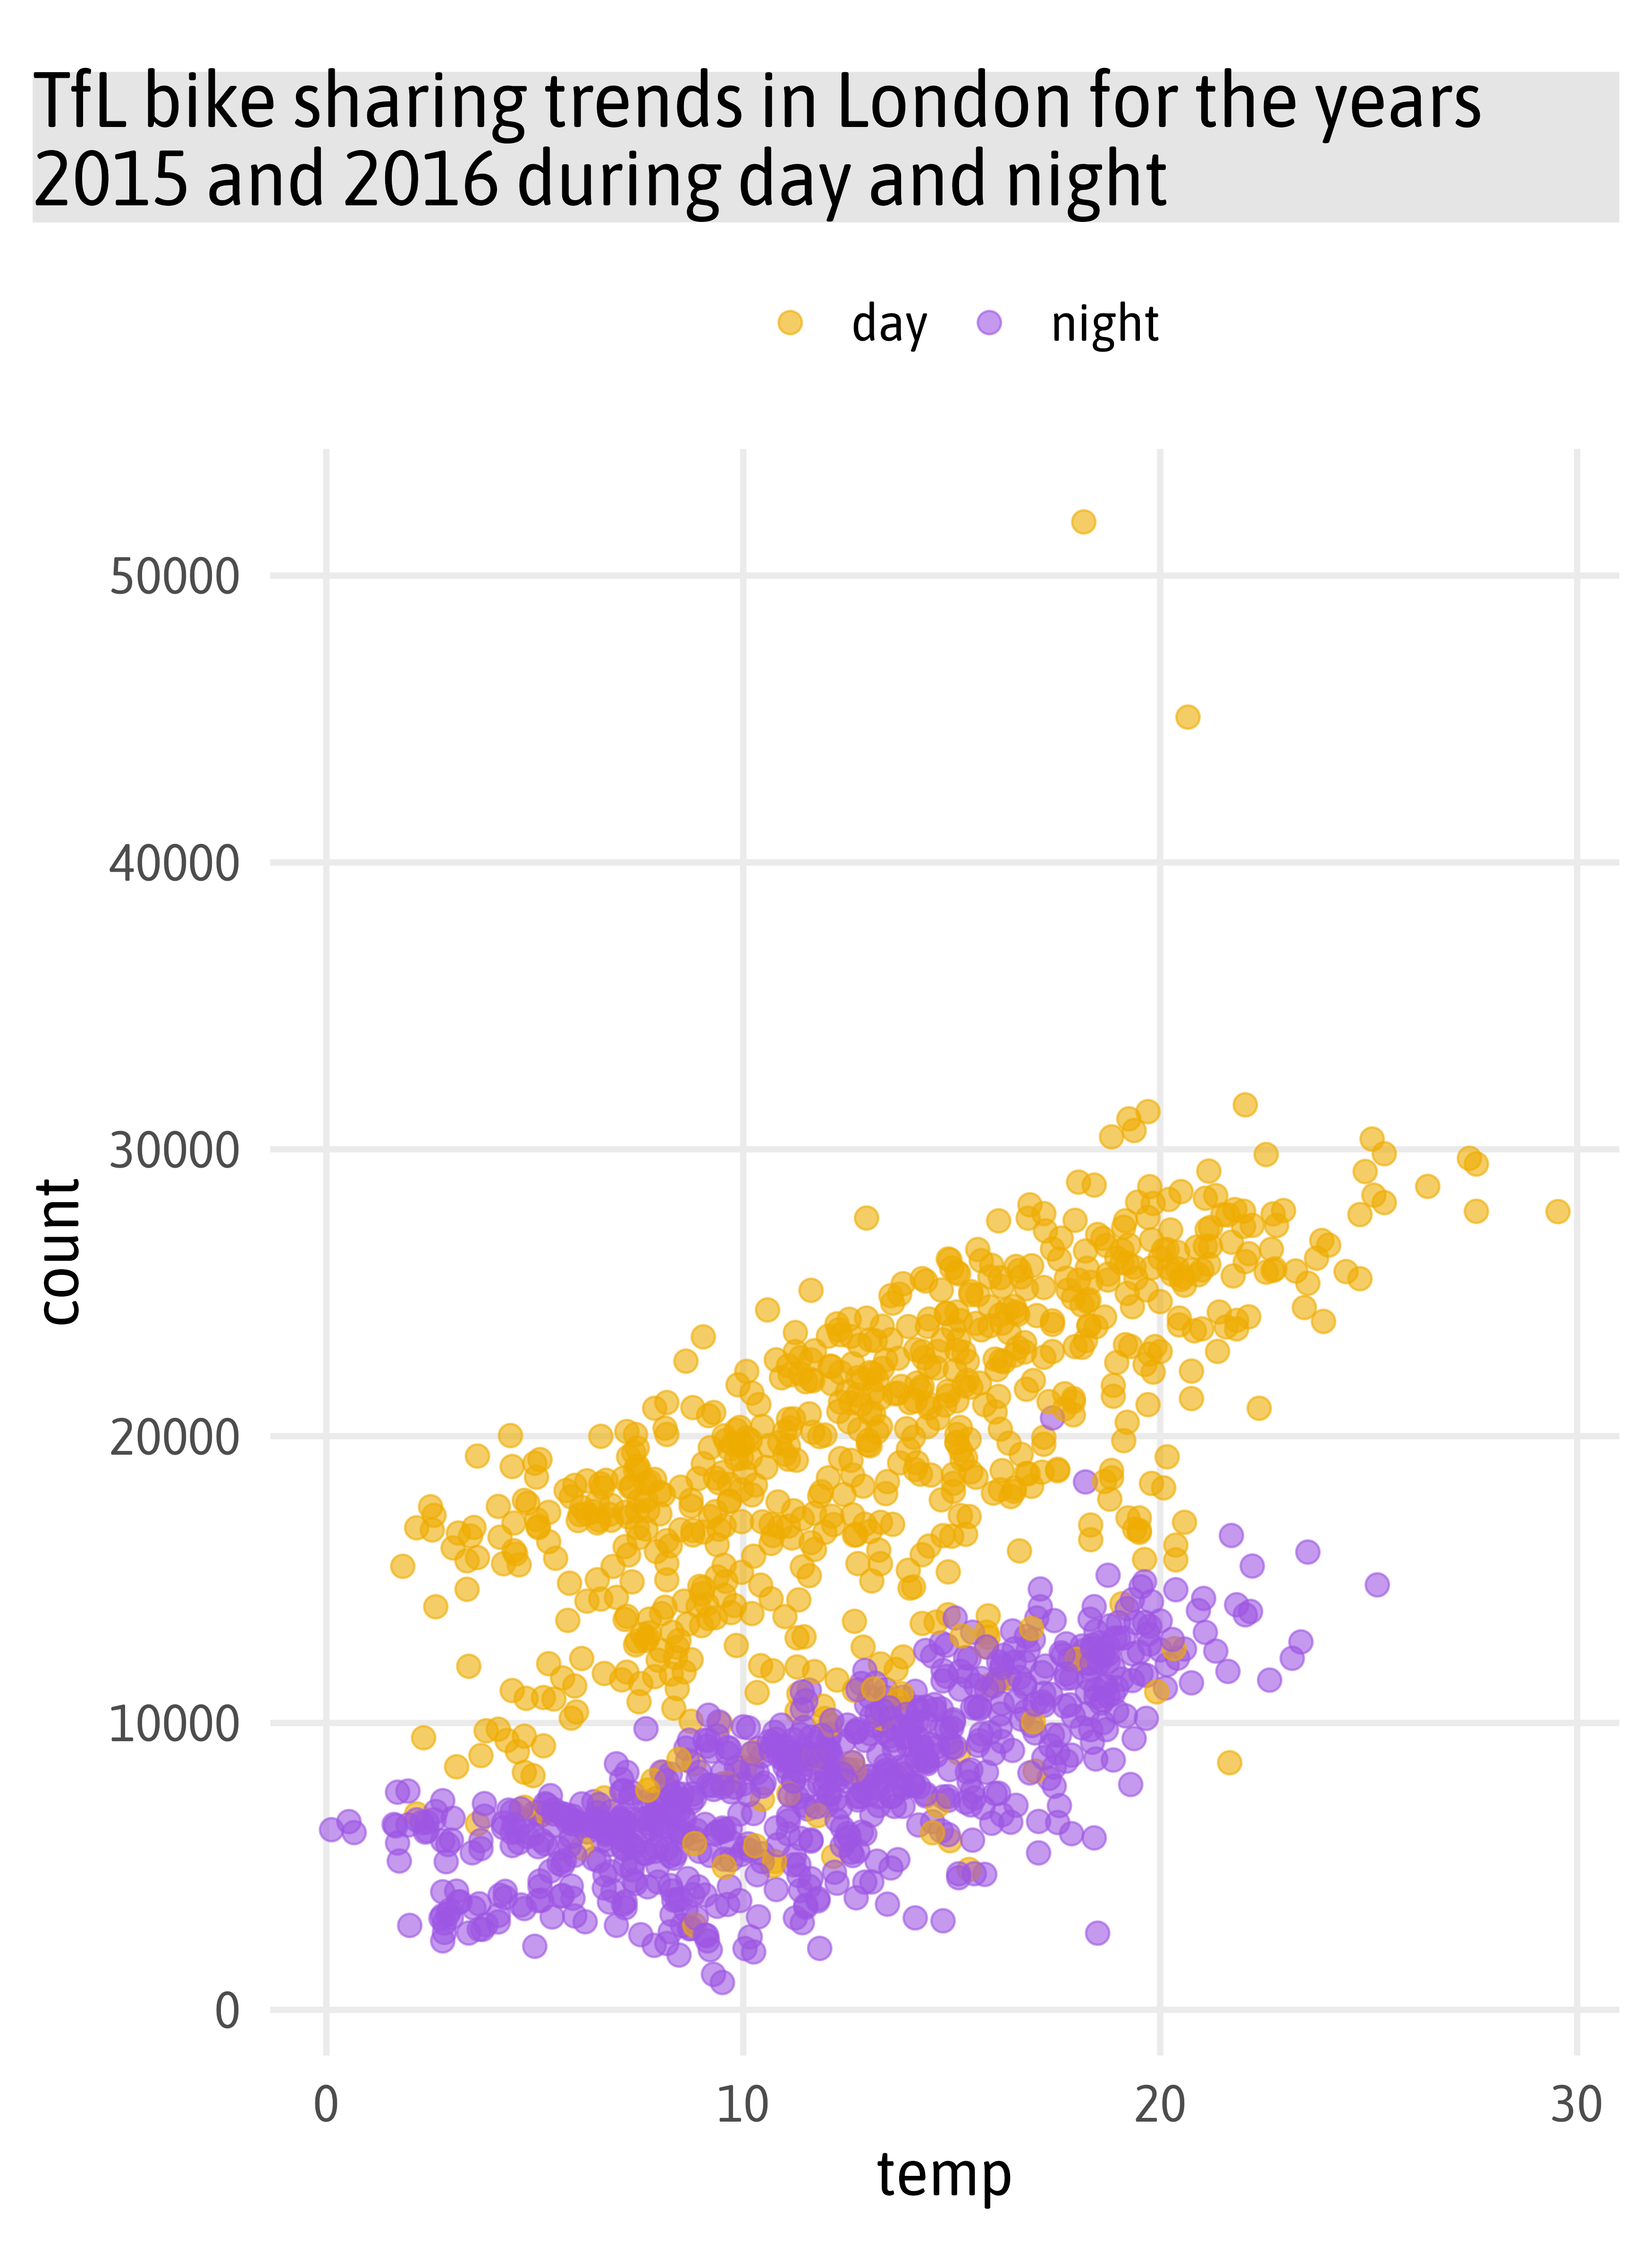 TfL bike sharing trends in London for the years
2015 and 2016 during day and night
day night
50000
40000
30000
20000
10000
0
count
0 10 20 30
temp